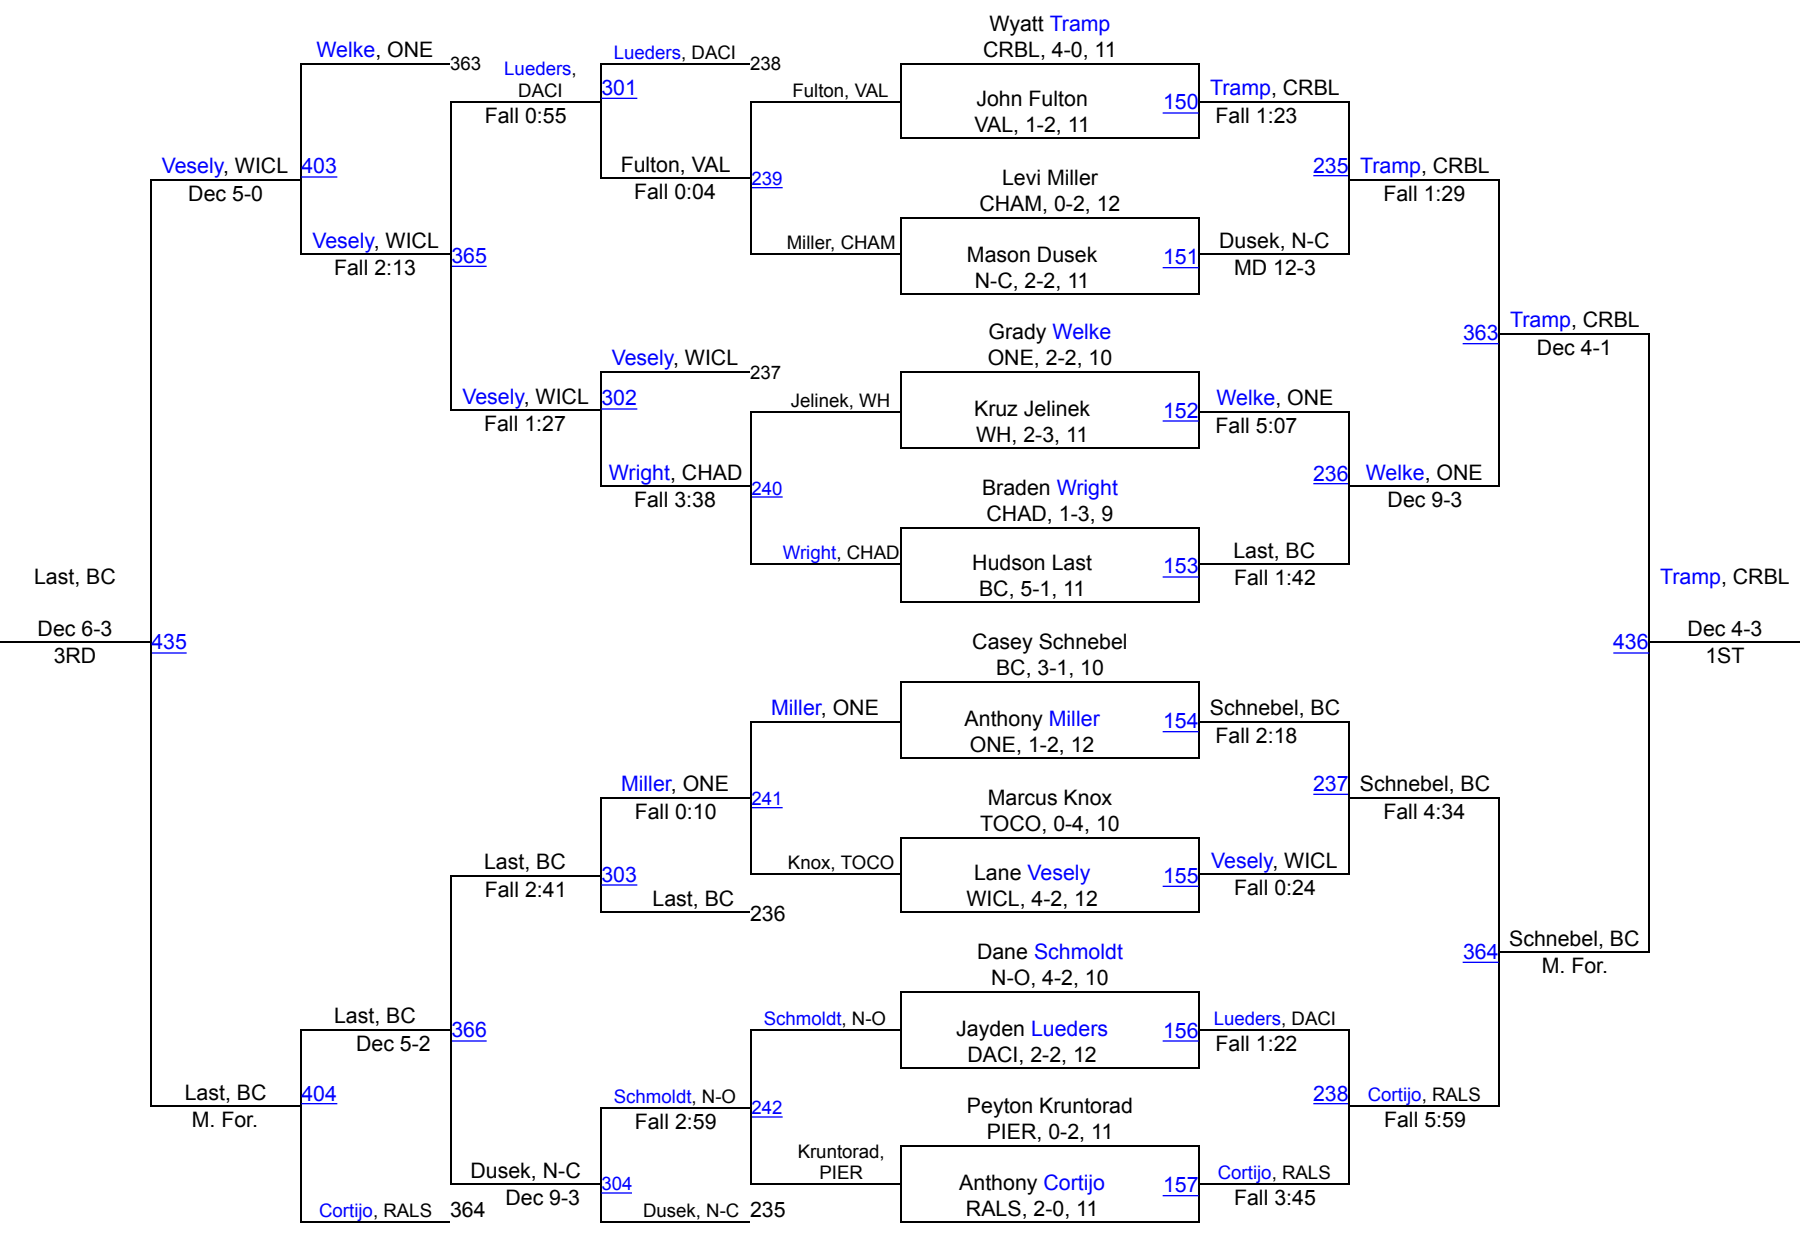 Wyatt Tramp
CRBL, 4-0, 11
Welke, ONE
363
Lueders, DACI
238
Lueders,
DACI
301
Fall 0:55
Fulton, VAL
John Fulton
VAL, 1-2, 11
150
Tramp, CRBL
Fall 1:23
Vesely, WICL
403
Dec 5-0
Fulton, VAL
239
Fall 0:04
Levi Miller
CHAM, 0-2, 12
235
Tramp, CRBL
Fall 1:29
Vesely, WICL
365
Fall 2:13
Miller, CHAM
Mason Dusek
N-C, 2-2, 11
151
Dusek, N-C
MD 12-3
Grady Welke
ONE, 2-2, 10
363
Tramp, CRBL
Dec 4-1
Vesely, WICL
237
Vesely, WICL
302
Fall 1:27
Jelinek, WH
Kruz Jelinek
WH, 2-3, 11
152
Welke, ONE
Fall 5:07
Wright, CHAD
240
Fall 3:38
Braden Wright
CHAD, 1-3, 9
236
Welke, ONE
Dec 9-3
Wright, CHAD
Hudson Last
BC, 5-1, 11
153
Last, BC
Fall 1:42
Last, BC
Dec 6-3
3RD
435
Tramp, CRBL
436
Dec 4-3
1ST
Casey Schnebel
BC, 3-1, 10
Miller, ONE
Anthony Miller
ONE, 1-2, 12
154
Schnebel, BC
Fall 2:18
Miller, ONE
241
Fall 0:10
Marcus Knox
TOCO, 0-4, 10
237
Schnebel, BC
Fall 4:34
Last, BC
303
Fall 2:41
Knox, TOCO
Lane Vesely
WICL, 4-2, 12
155
Vesely, WICL
Fall 0:24
Last, BC
236
Dane Schmoldt
N-O, 4-2, 10
364
Schnebel, BC
M. For.
Last, BC
366
Dec 5-2
Schmoldt, N-O
Jayden Lueders
DACI, 2-2, 12
156
Lueders, DACI
Fall 1:22
Last, BC
404
M. For.
Schmoldt, N-O
242
Fall 2:59
Peyton Kruntorad
PIER, 0-2, 11
238
Cortijo, RALS
Fall 5:59
Kruntorad,
PIER
Dusek, N-C
304
Dec 9-3
Anthony Cortijo
RALS, 2-0, 11
157
Cortijo, RALS
Fall 3:45
Cortijo, RALS
364
Dusek, N-C
235